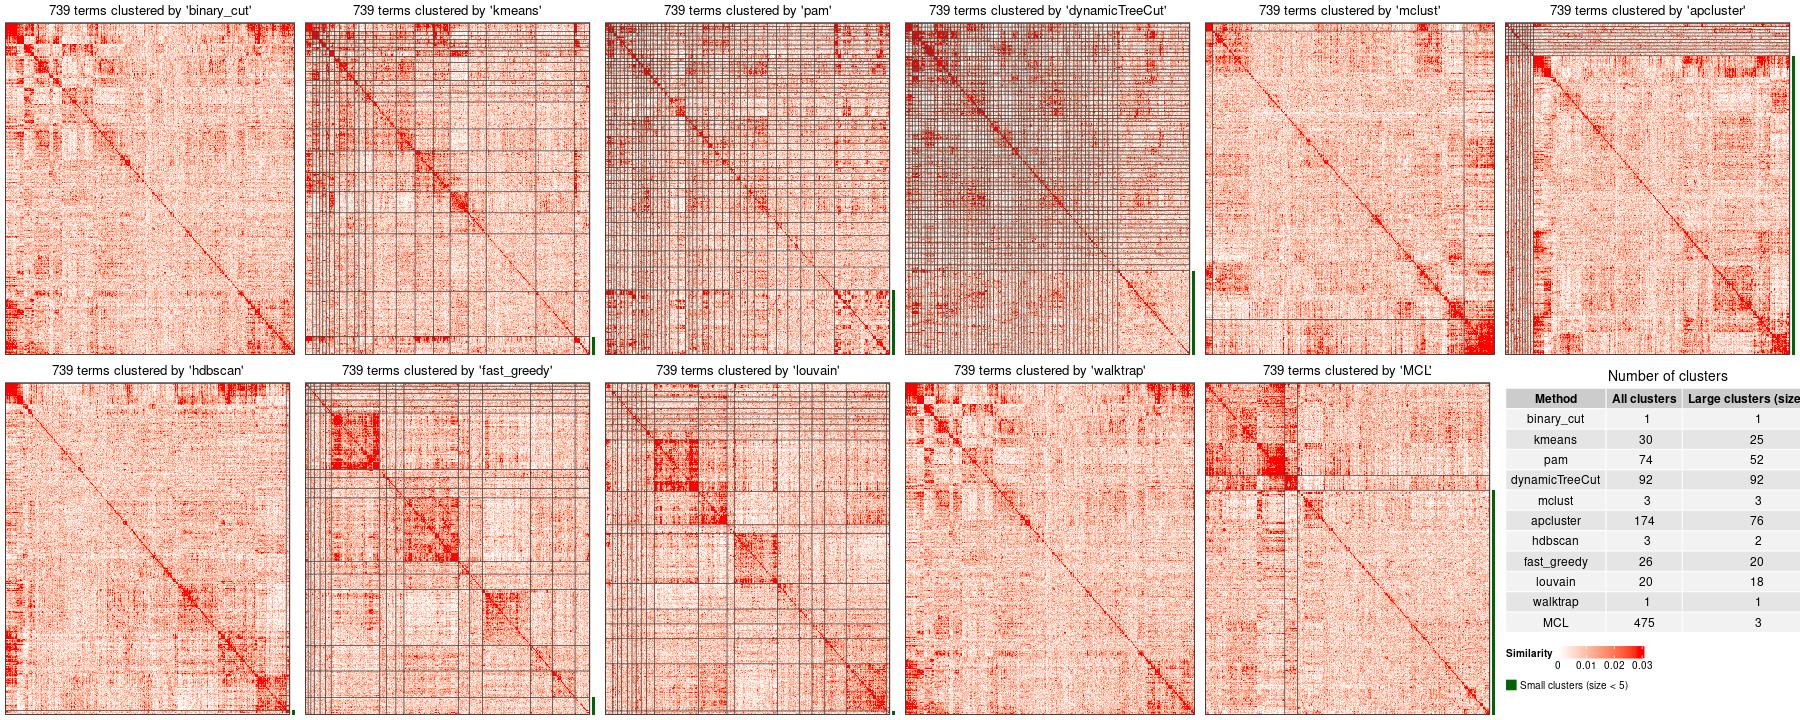 739 terms clustered by 'binary_cut'
739 terms clustered by 'kmeans'
739 terms clustered by 'pam'
739 terms clustered by 'dynamicTreeCut'
739 terms clustered by 'mclust'
739 terms clustered by 'apcluster'
739 terms clustered by 'hdbscan'
739 terms clustered by 'fast_greedy'
739 terms clustered by 'louvain'
739 terms clustered by 'walktrap'
739 terms clustered by 'MCL'
Number of clusters
Method All clusters Large clusters (size
binary_cut 1 1
kmeans 30 25
pam 74 52
dynamicTreeCut 92 92
mclust 3 3
apcluster 174 76
hdbscan 3 2
fast_greedy 26 20
louvain 20 18
walktrap 1 1
MCL 475 3
Similarity
0 0.01 0.02 0.03
Small clusters (size < 5)